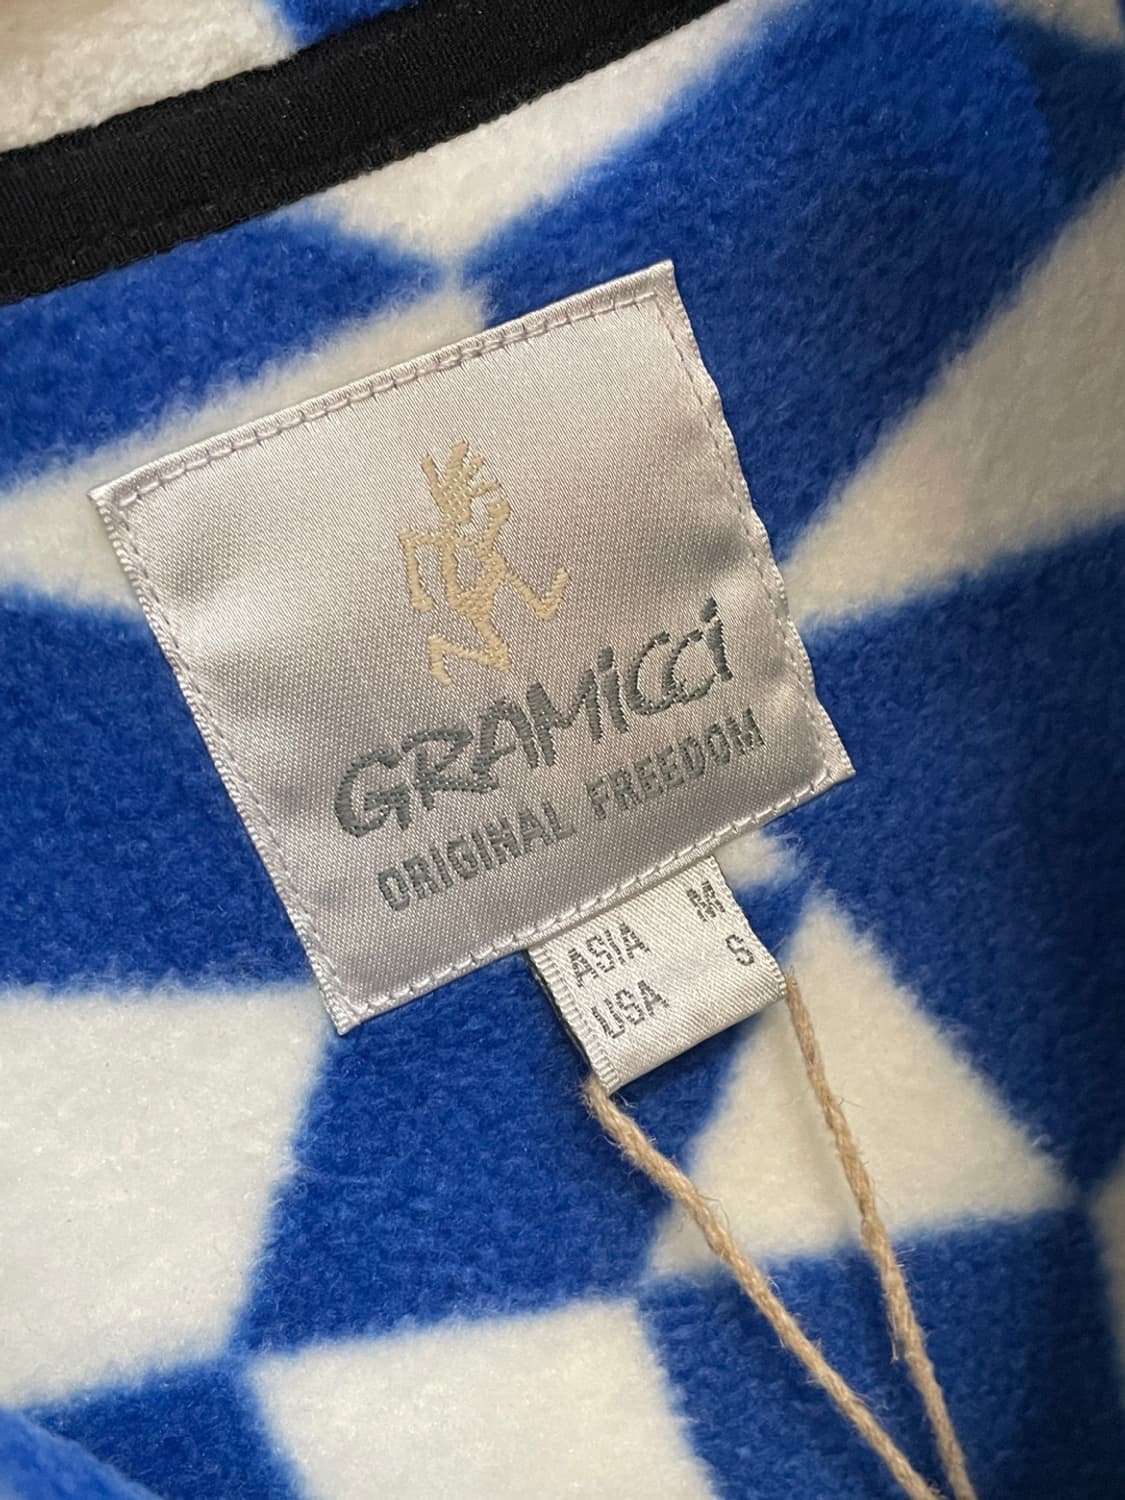 GRAMiCCi
ORIGINAL FREEDOM
ASIA M
USA S